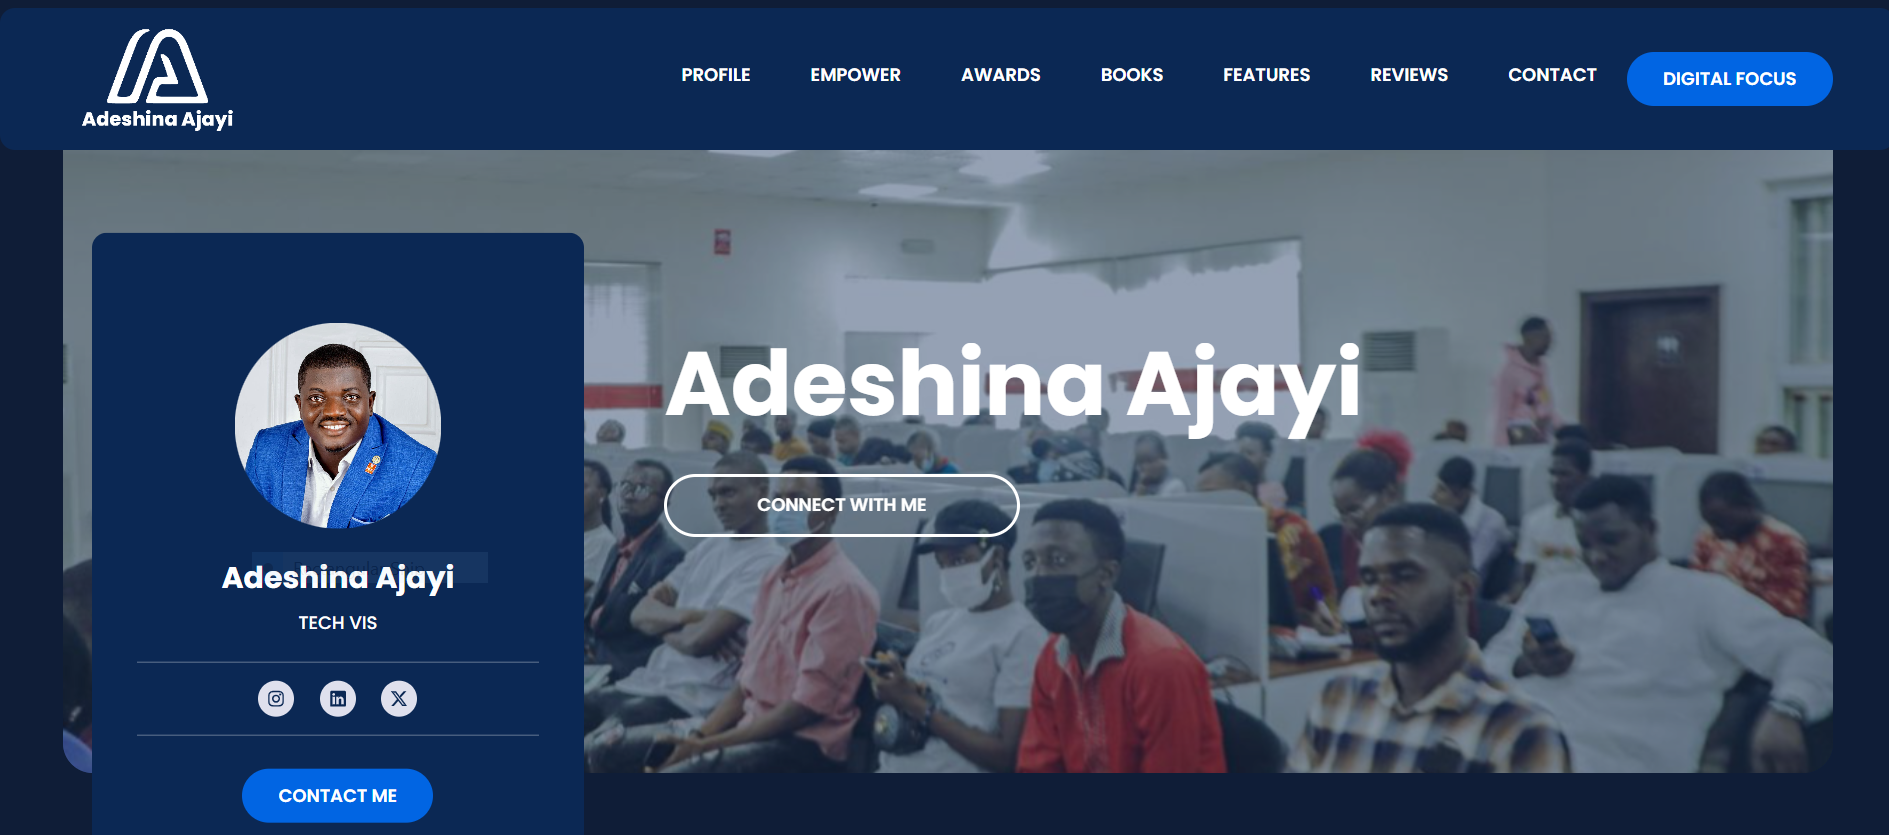 Adeshina Ajayi
PROFILE EMPOWER AWARDS BOOKS FEATURES REVIEWS CONTACT DIGITAL FOCUS
Adeshina Ajayi
CONNECT WITH ME
Adeshina Ajayi
TECH VIS
CONTACT ME